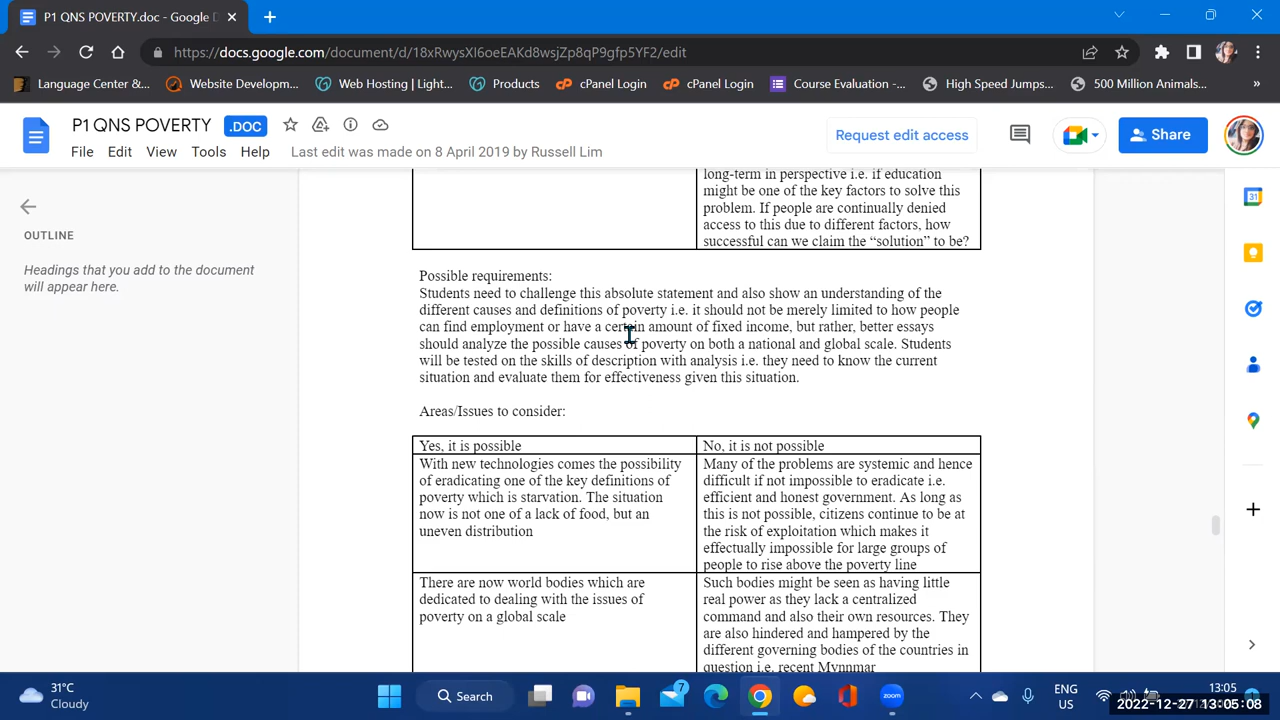 P1 QNS POVERTY.doc - Google D
https://docs.google.com/document/d/18xRwysXl6oeEAKd8wsjZp8qP9gfp5YF2/edit
Language Center &... Website Developm... Web Hosting | Light... Products cPanel Login cPanel Login Course Evaluation -... High Speed Jumps... 500 Million Animals...
P1 QNS POVERTY .DOC
Request edit access
Share
File Edit View Tools Help Last edit was made on 8 April 2019 by Russell Lim
OUTLINE
Headings that you add to the document
will appear here.
long-term in perspective i.e. if education
might be one of the key factors to solve this
problem. If people are continually denied
access to this due to different factors, how
successful can we claim the “solution” to be?
Possible requirements:
Students need to challenge this absolute statement and also show an understanding of the
different causes and definitions of poverty i.e. it should not be merely limited to how people
can find employment or have a certain amount of fixed income, but rather, better essays
should analyze the possible causes of poverty on both a national and global scale. Students
will be tested on the skills of description with analysis i.e. they need to know the current
situation and evaluate them for effectiveness given this situation.
Areas/Issues to consider:
Yes, it is possible
With new technologies comes the possibility
of eradicating one of the key definitions of
poverty which is starvation. The situation
now is not one of a lack of food, but an
uneven distribution
No, it is not possible
Many of the problems are systemic and hence
difficult if not impossible to eradicate i.e.
efficient and honest government. As long as
this is not possible, citizens continue to be at
the risk of exploitation which makes it
effectually impossible for large groups of
people to rise above the poverty line
There are now world bodies which are
dedicated to dealing with the issues of
poverty on a global scale
Such bodies might be seen as having little
real power as they lack a centralized
command and also their own resources. They
are also hindered and hampered by the
different governing bodies of the countries in
question i.e. recent Mynnmar
31°C
Cloudy
Search
7
ENG
US
13:05
2022-12-27 13:05:08